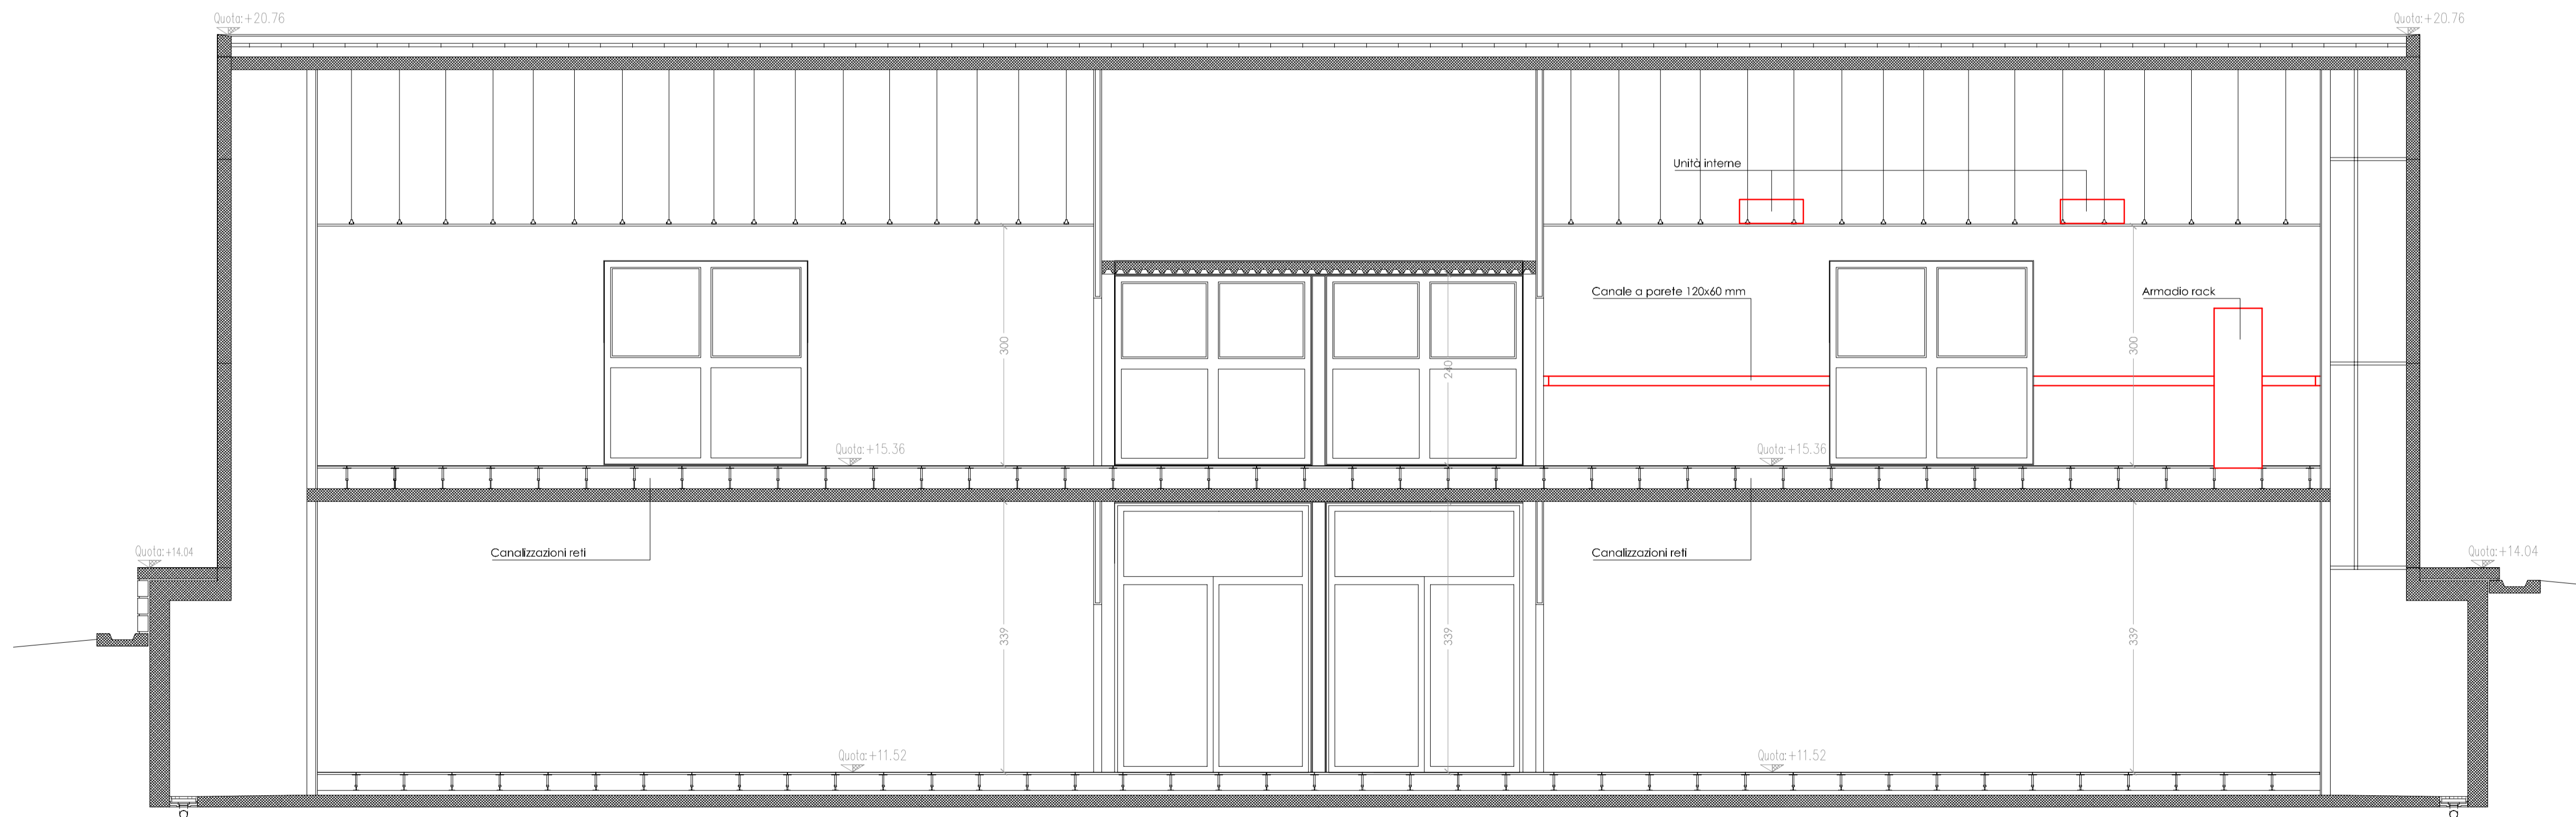 Quota:+20.76
Quota:+20.76
Unità interne
Canale a parete 120x60 mm
Armadio rack
300
240
300
Quota:+15.36
Quota:+15.36
Quota:+14.04
Canalizzazioni reti
Canalizzazioni reti
Quota:+14.04
339
339
339
Quota:+11.52
Quota:+11.52